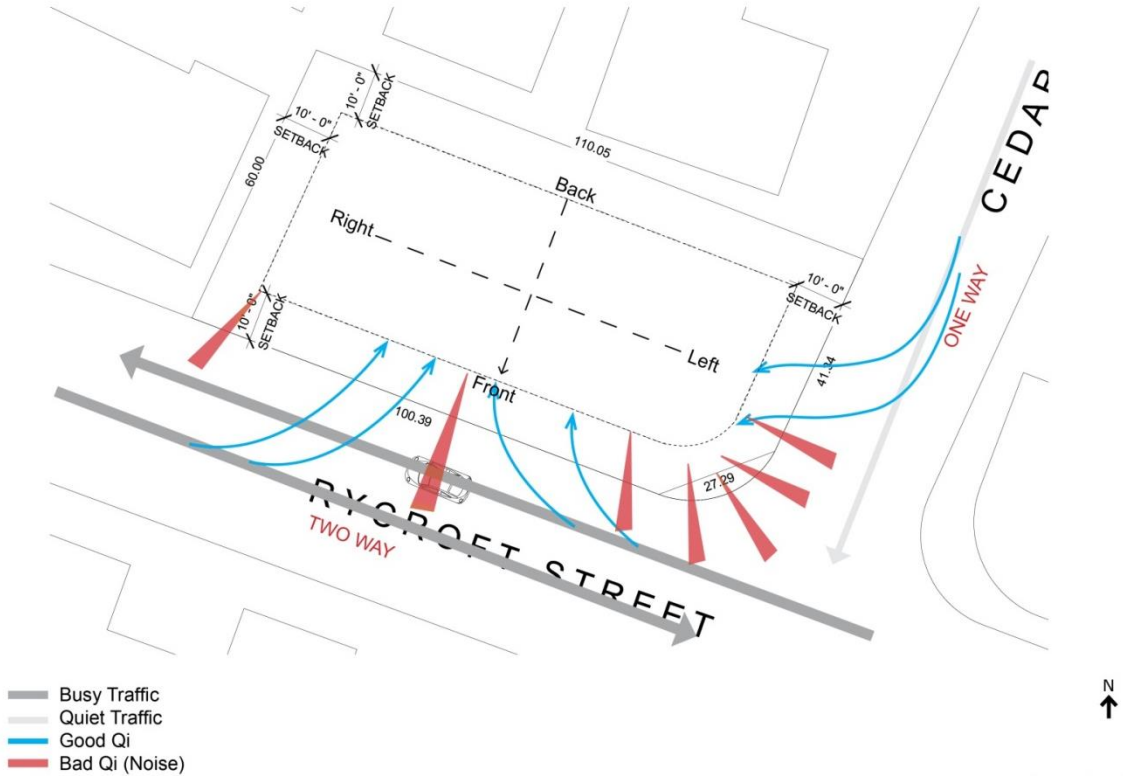 10' - 0"
SETBACK
10' - 0"
SETBACK
110.05
60.00
Back
Right
CEDAR
10' - 0"
SETBACK
ONE WAY
Left
41.34
10' - 0"
SETBACK
Front
100.39
27.29
RYCROFT STREET
TWO WAY
Busy Traffic
Quiet Traffic
Good Qi
Bad Qi (Noise)
N